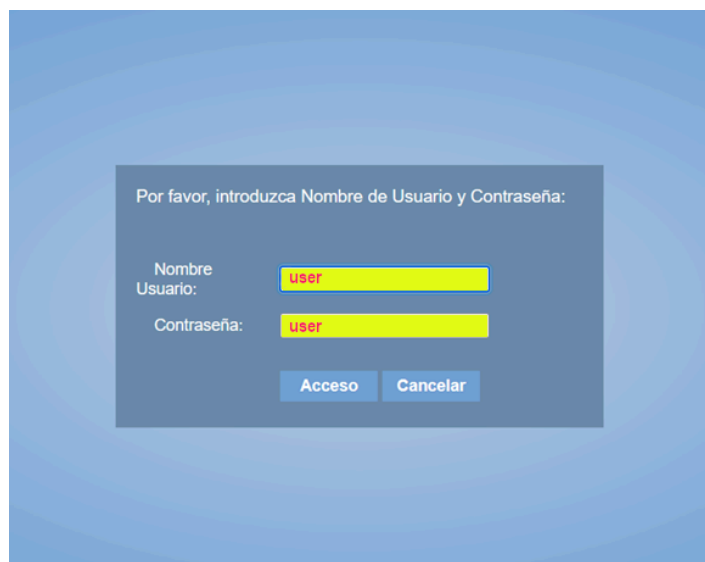 Por favor, introduzca Nombre de Usuario y Contraseña:
Nombre
Usuario:
user
Contraseña:
user
Acceso
Cancelar